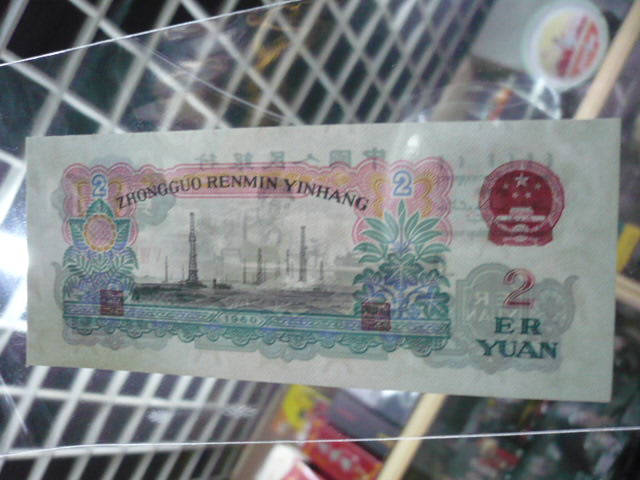 2
ZHONGGUO RENMIN YINHANG
2
1960
2
ER
YUAN